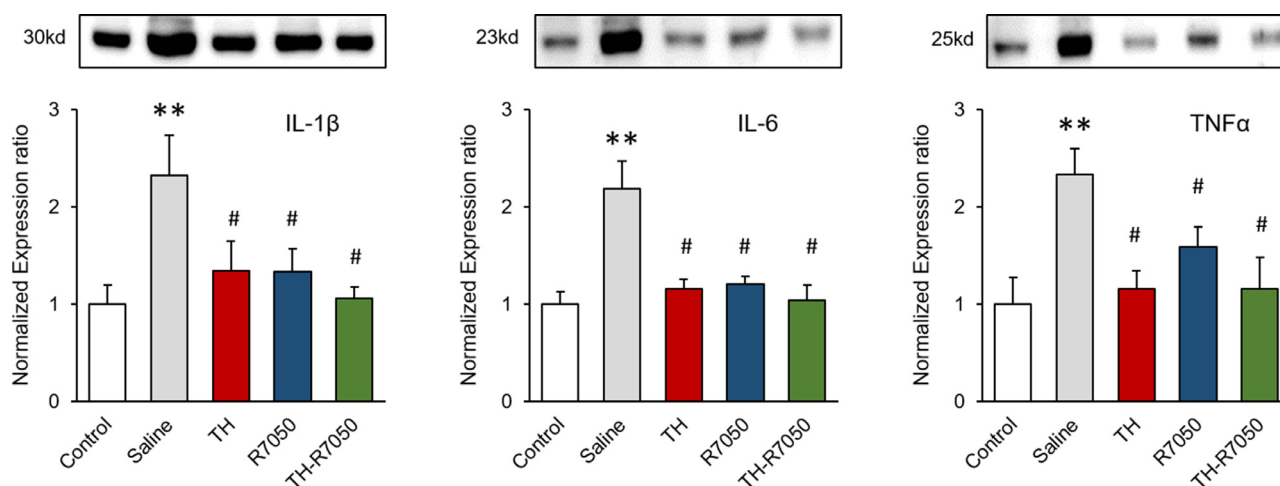 30kd
23kd
25kd
Normalized Expression ratio
3
2
1
0
IL-1β
**
#
#
#
Control
Saline
TH
R7050
TH-R7050
Normalized Expression ratio
3
2
1
0
IL-6
**
#
#
#
Control
Saline
TH
R7050
TH-R7050
Normalized Expression ratio
3
2
1
0
TNFα
**
#
#
#
Control
Saline
TH
R7050
TH-R7050